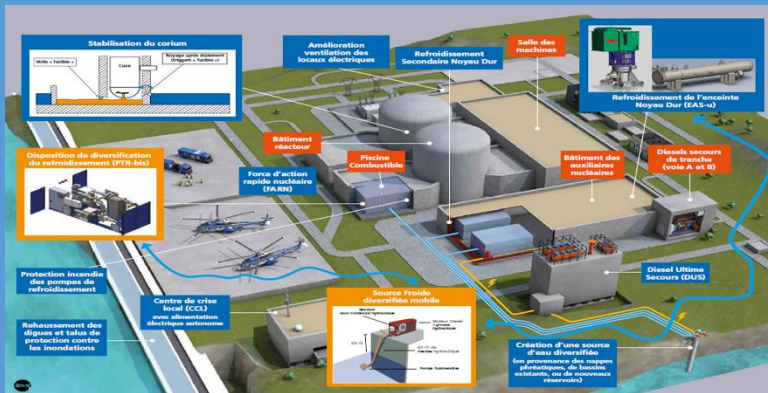 Stabilisation du corium
Voile « fusible »
Cuve
Noyage après étalement
(triggers + « fusible »)
Amélioration
ventilation des
locaux électriques
Refroidissement
Secondaire Noyau Dur
Salle des
machines
Refroidissement de l'enceinte
Noyau Dur (EAS-u)
Bâtiment
réacteur
Disposition de diversification
du refroidissement (PTR-bis)
Force d'action
rapide nucléaire
(FARN)
Piscine
Combustible
Bâtiment des
auxiliaires
nucléaires
Diesels secours
de tranche
(voie A et B)
Protection incendie
des pompes de
refroidissement
Centre de crise
local (CCL)
avec alimentation
électrique autonome
Source Froide
diversifiée mobile
Moteur Diesel
hydraulique
60 m
60 m de
hydraulique
Pompe Submersible
Diesel Ultime
Secours (DUS)
Rehaussement des
digues et talus de
protection contre
les inondations
Création d'une source
d'eau diversifiée
(en provenance des nappes
phréatiques, de bassins
existants, ou de nouveaux
réservoirs)